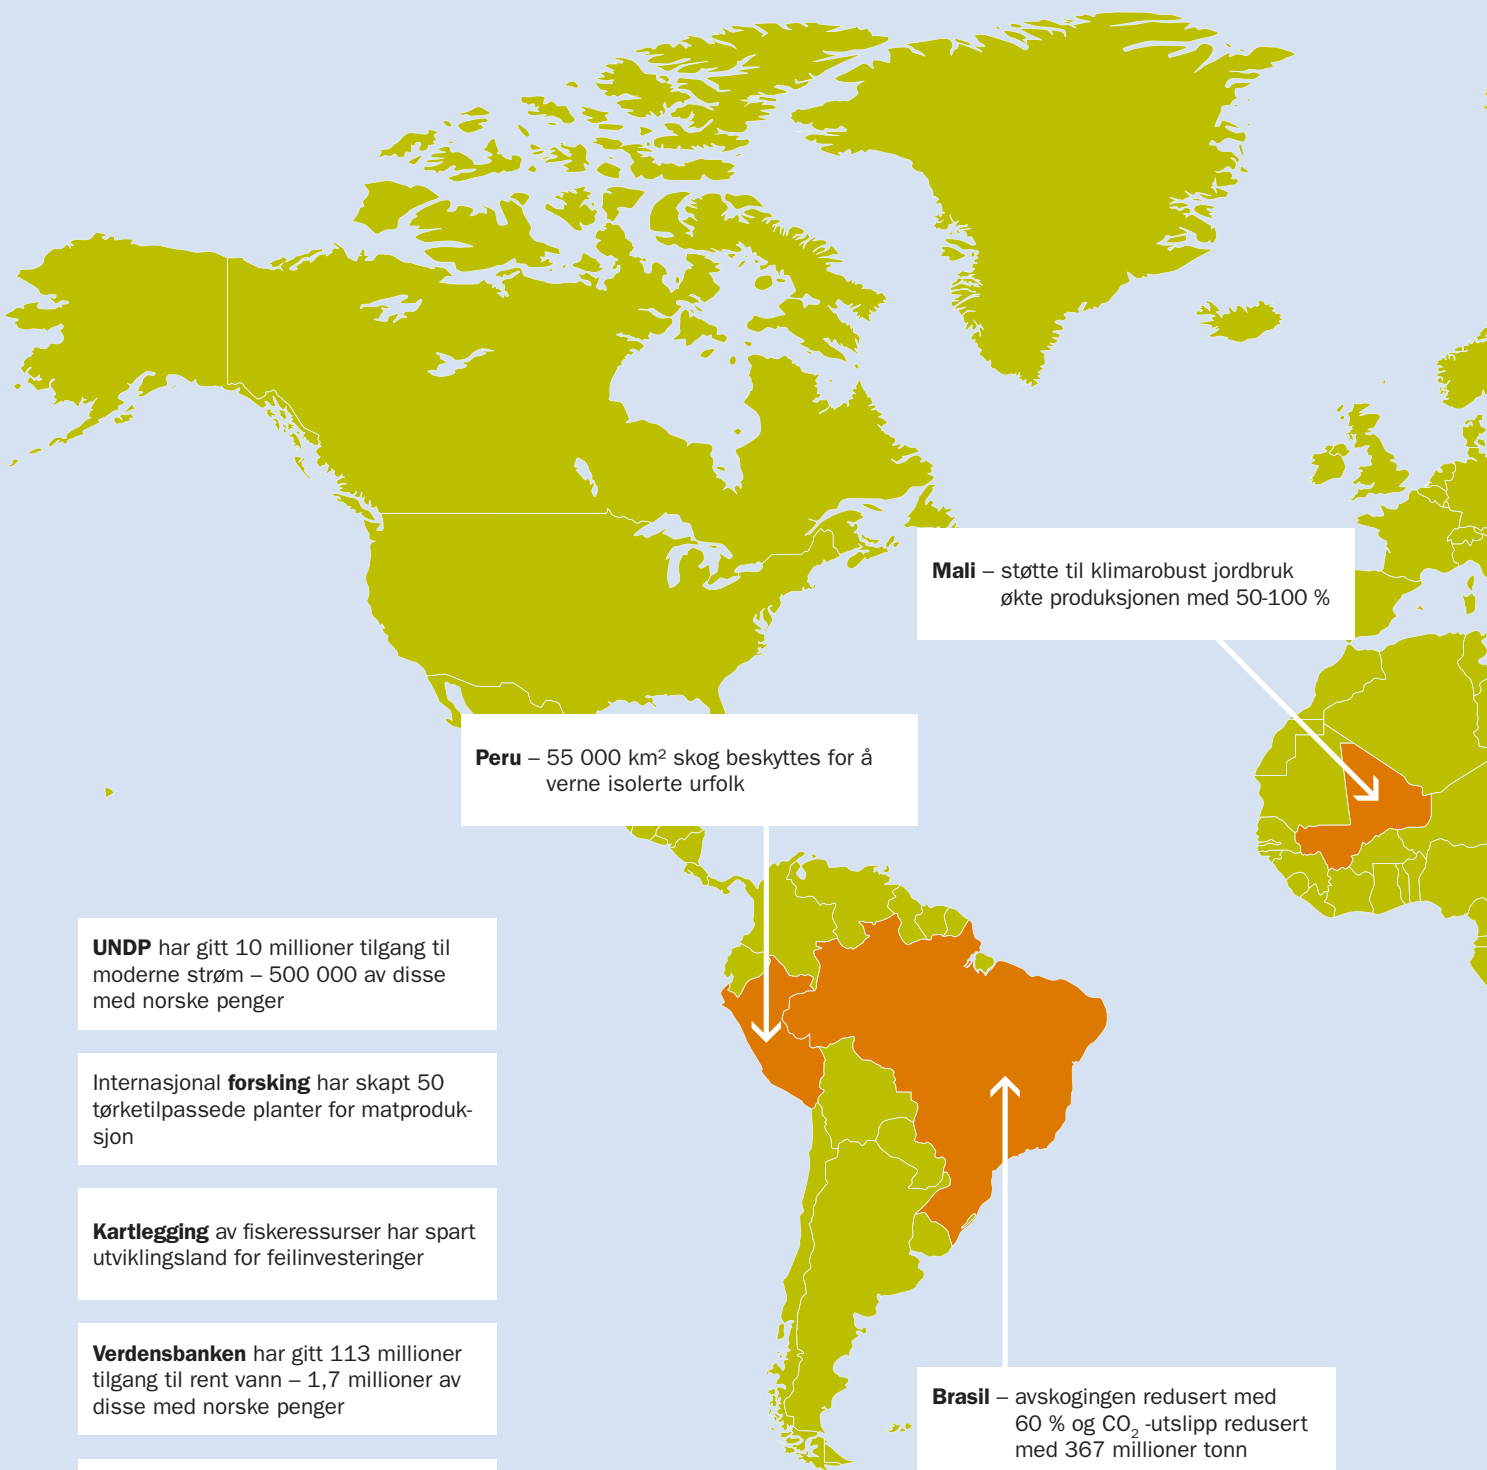 Mali – støtte til klimarobust jordbruk
økte produksjonen med 50-100 %
Peru – 55 000 km² skog beskyttes for å
verne isolerte urfolk
UNDP har gitt 10 millioner tilgang til
moderne strøm – 500 000 av disse
med norske penger
Internasjonal forsking har skapt 50
tørketilpassede planter for matproduk-
sjon
Kartlegging av fiskeressurser har spart
utviklingsland for feilinvesteringer
Verdensbanken har gitt 113 millioner
tilgang til rent vann – 1,7 millioner av
disse med norske penger
Brasil – avskogingen redusert med
60 % og CO₂ -utslipp redusert
med 367 millioner tonn